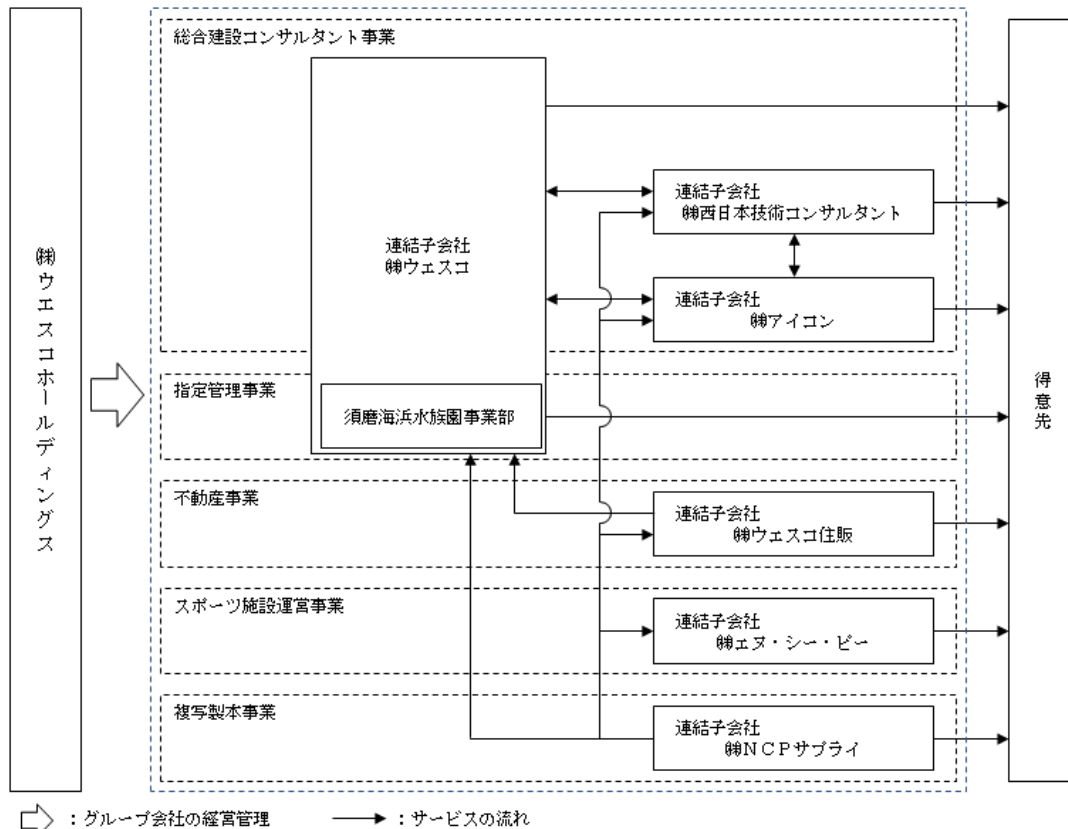 総合建設コンサルタント事業
連結子会社
㈱ウェスコ
連結子会社
㈱西日本技術コンサルタント
連結子会社
㈱アイコン
㈱ウエスコホールディングス
得意先
指定管理事業
須磨海浜水族園事業部
不動産事業
連結子会社
㈱ウェスコ住販
スポーツ施設運営事業
連結子会社
㈱エヌ・シー・ピー
複写製本事業
連結子会社
㈱NCPサプライ
:グループ会社の経営管理
:サービスの流れ